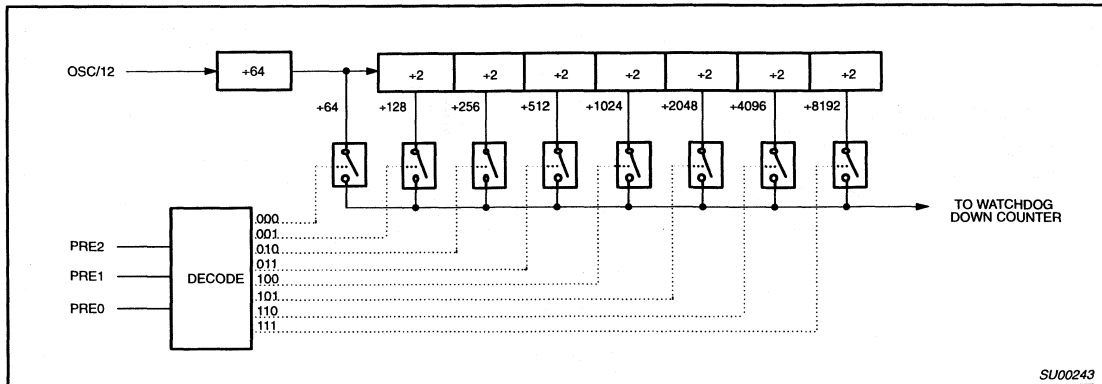 OSC/12
+64
+2 +2 +2 +2 +2 +2 +2
+64 +128 +256 +512 +1024 +2048 +4096 +8192
TO WATCHDOG
DOWN COUNTER
PRE2
PRE1
PRE0
DECODE
000
001
010
011
100
101
110
111
SU00243